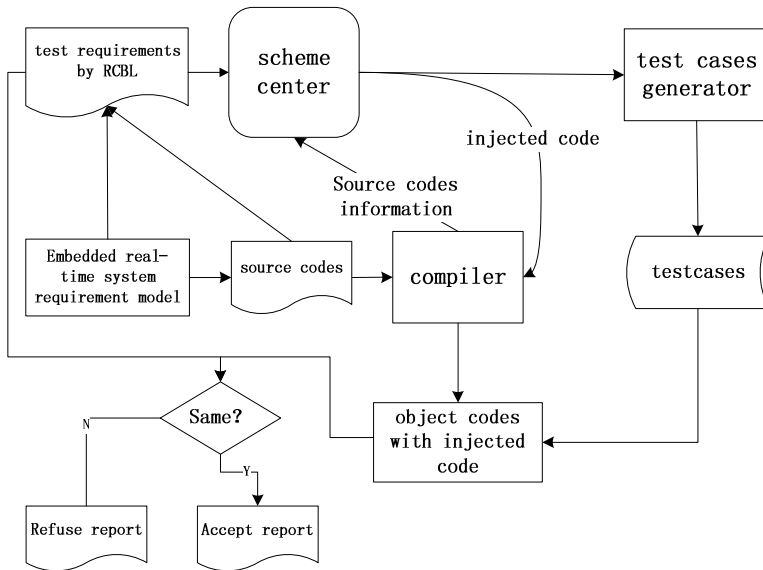 test requirements
by RCBL
scheme
center
test cases
generator
injected code
Source codes
information
Embedded real-
time system
requirement model
source codes
compiler
testcases
Same?
object codes
with injected
code
N
Y
Refuse report
Accept report